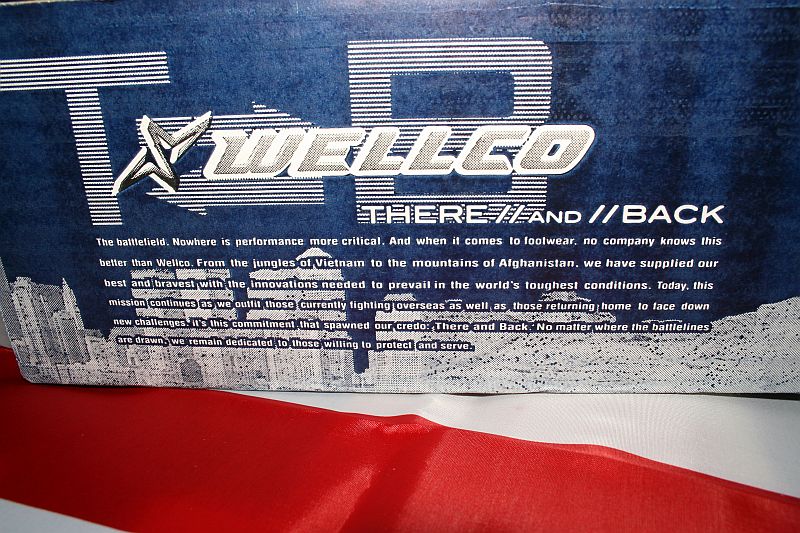 T B
WELLCO
THERE // AND // BACK
The battlefield. Nowhere is performance more critical. And when it comes to footwear, no company knows this
better than Wellco. From the jungles of Vietnam to the mountains of Afghanistan, we have supplied our
best and bravest with the innovations needed to prevail in the world's toughest conditions. Today, this
mission continues as we outfit those currently fighting overseas as well as those returning home to face down
new challenges. It's this commitment that spawned our credo: 'There and Back.' No matter where the battlelines
are drawn, we remain dedicated to those willing to protect and serve.